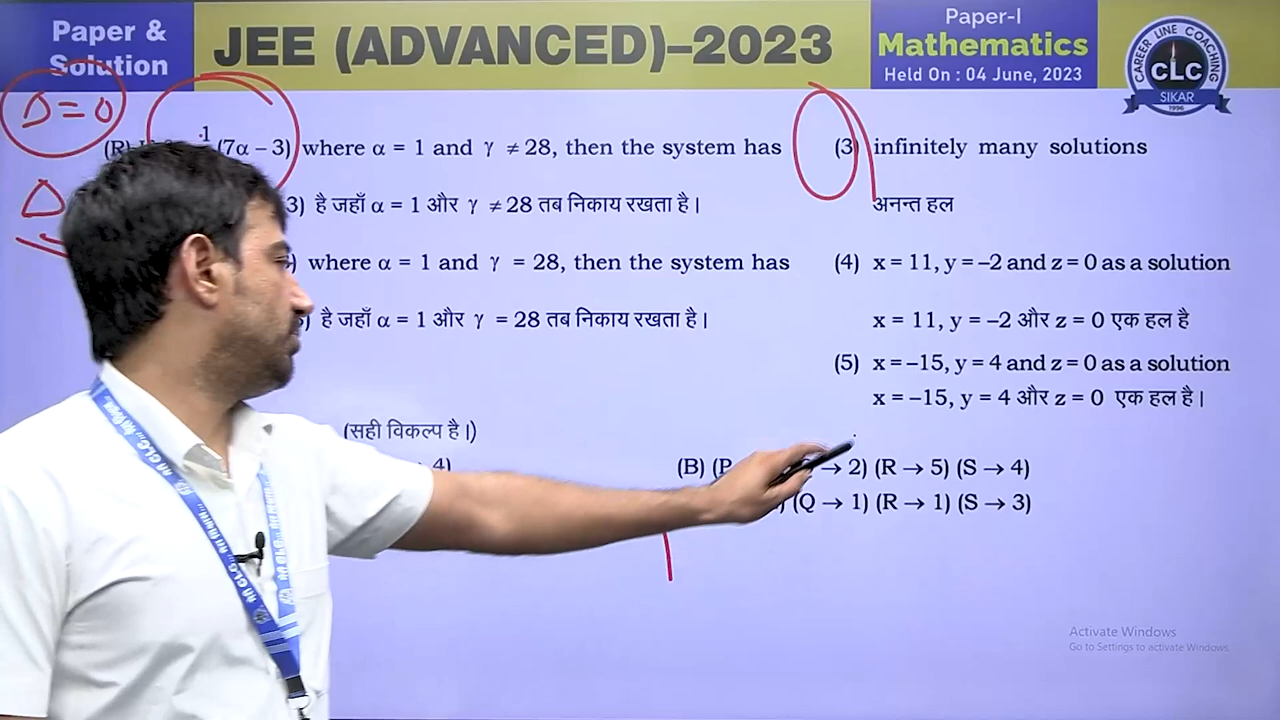 Paper & Solution
JEE (ADVANCED)–2023
Paper-I
Mathematics
Held On : 04 June, 2023
CAREER LINE COACHING
CLC
SIKAR
1996
Δ = 0
Δ
(R) 1 (7α – 3) where α = 1 and γ ≠ 28, then the system has
(3) infinitely many solutions
3) है जहाँ α = 1 और γ ≠ 28 तब निकाय रखता है।
अनन्त हल
) where α = 1 and γ = 28, then the system has
(4) x = 11, y = –2 and z = 0 as a solution
) है जहाँ α = 1 और γ = 28 तब निकाय रखता है।
x = 11, y = –2 और z = 0 एक हल है
(5) x = –15, y = 4 and z = 0 as a solution
x = –15, y = 4 और z = 0 एक हल है।
(सही विकल्प है।)
4)
(B) (P → 2) (R → 5) (S → 4)
(Q → 1) (R → 1) (S → 3)
Activate Windows
Go to Settings to activate Windows.